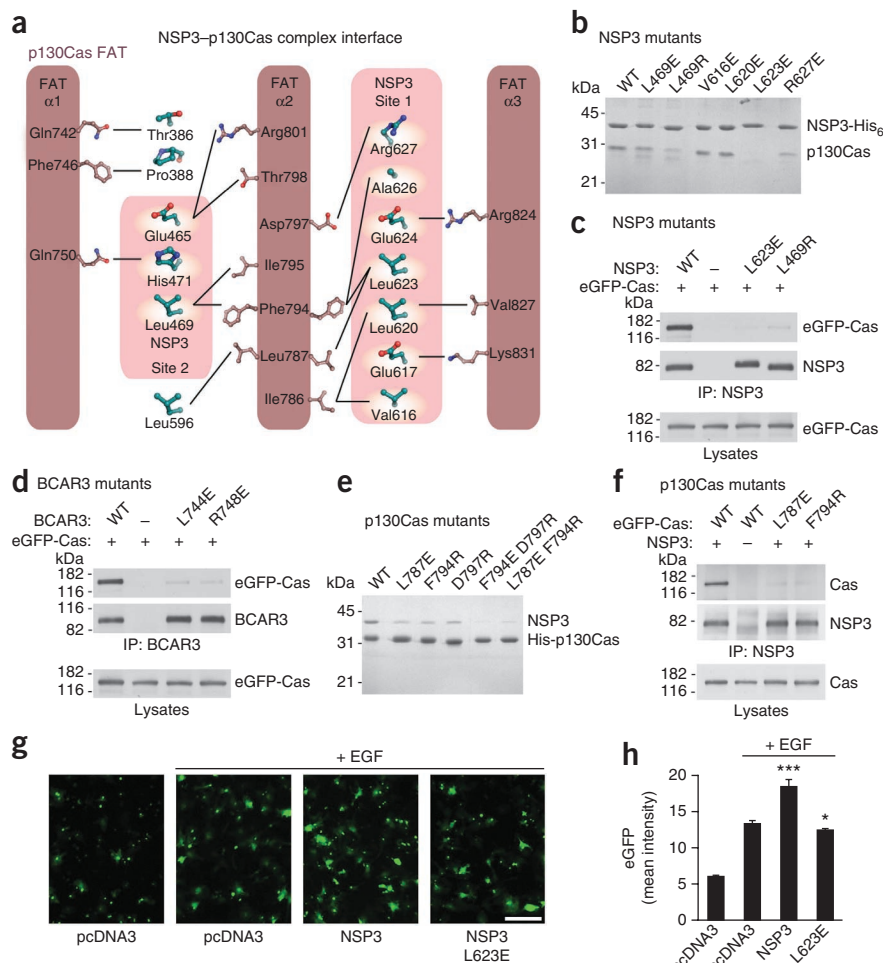 a
NSP3–p130Cas complex interface
p130Cas FAT
FAT
α1
FAT
α2
NSP3
Site 1
FAT
α3
Gln742
Thr386
Arg801
Arg627
Phe746
Pro388
Thr798
Ala626
Glu465
Asp797
Glu624
Arg824
Gln750
His471
Ile795
Leu623
Leu469
Phe794
Leu620
Val827
NSP3
Site 2
Leu787
Glu617
Lys831
Leu596
Ile786
Val616
b
NSP3 mutants
kDa
WT
L469E
L469R
V616E
L620E
L623E
R627E
45
31
21
NSP3-His6
p130Cas
c
NSP3 mutants
NSP3:
WT
–
L623E
L469R
eGFP-Cas:
+
+
+
+
kDa
182
116
eGFP-Cas
82
NSP3
IP: NSP3
182
116
eGFP-Cas
Lysates
d
BCAR3 mutants
BCAR3:
WT
–
L744E
R748E
eGFP-Cas:
+
+
+
+
kDa
182
116
eGFP-Cas
116
82
BCAR3
IP: BCAR3
182
116
eGFP-Cas
Lysates
e
p130Cas mutants
kDa
WT
L787E
F794R
D797R
F794E D797R
L787E F794R
45
31
21
NSP3
His-p130Cas
f
p130Cas mutants
eGFP-Cas:
WT
WT
L787E
F794R
NSP3:
+
–
+
+
kDa
182
116
Cas
82
NSP3
IP: NSP3
182
116
Cas
Lysates
g
+ EGF
pcDNA3
pcDNA3
NSP3
NSP3
L623E
h
+ EGF
***
*
eGFP
(mean intensity)
20
15
10
5
0
pcDNA3
pcDNA3
NSP3
L623E